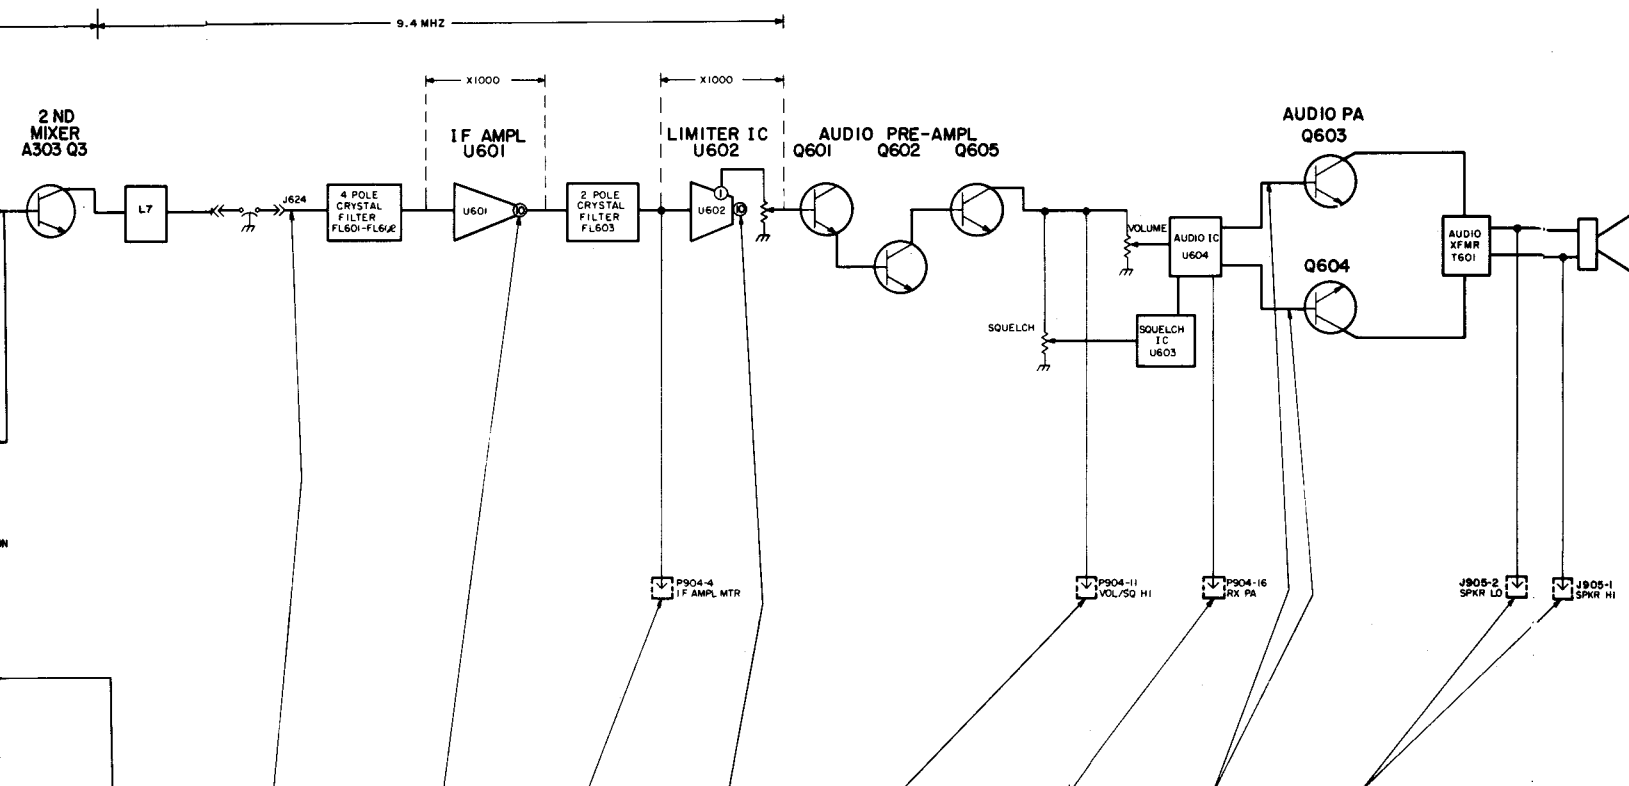 9.4 MHZ
X1000
X1000
2 ND
MIXER
A303 Q3
IF AMPL
U601
LIMITER IC
U602
AUDIO PRE-AMPL
Q601 Q602 Q605
AUDIO PA
Q603
L7
J624
4 POLE
CRYSTAL
FILTER
FL601-FL602
U601
10
2 POLE
CRYSTAL
FILTER
FL603
1
U602
10
VOLUME
AUDIO IC
U604
AUDIO
XFMR
T601
Q604
SQUELCH
SQUELCH
IC
U603
P904-4
IF AMPL MTR
P904-11
VOL/SQ HI
P904-16
RX PA
J905-2
SPKR LO
J905-1
SPKR HI